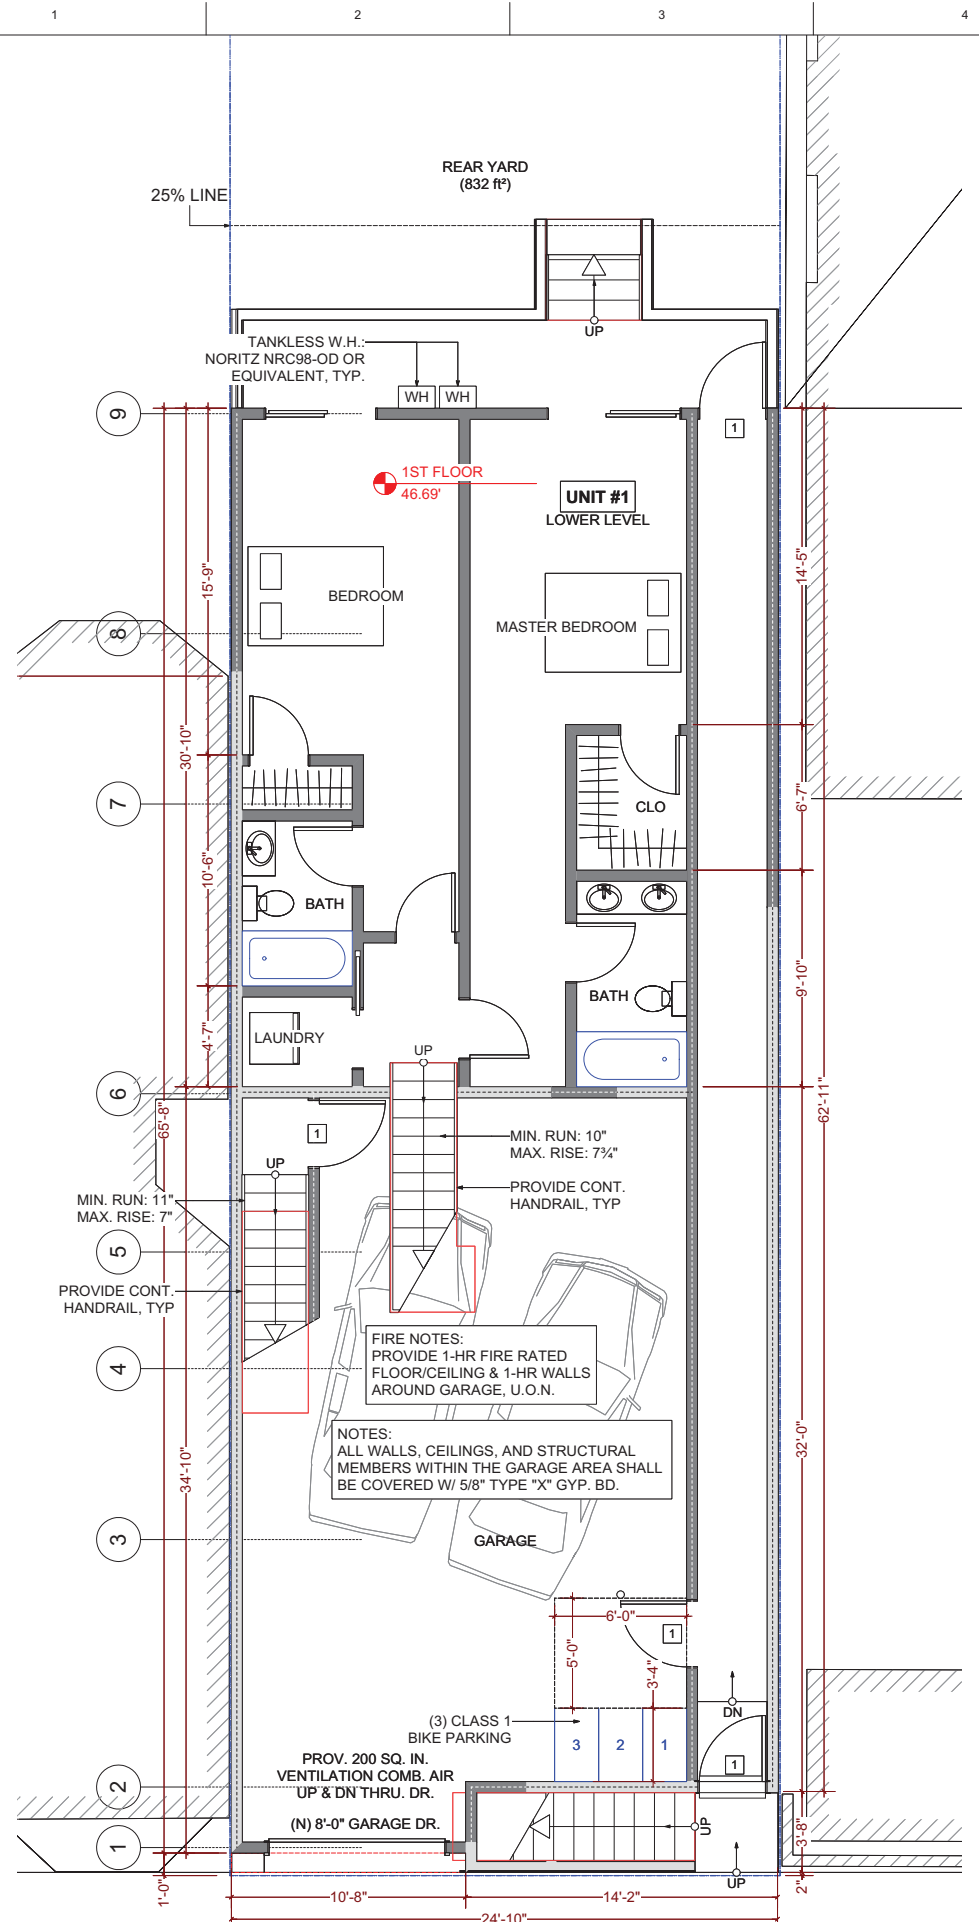 1
2
3
4
REAR YARD
(832 ft²)
25% LINE
UP
TANKLESS W.H.:
NORITZ NRC98-OD OR
EQUIVALENT, TYP.
WH
WH
9
1
1ST FLOOR
46.69'
UNIT #1
LOWER LEVEL
15'-9"
14'-5"
BEDROOM
8
MASTER BEDROOM
30'-10"
7
CLO
6'-7"
10'-6"
BATH
9'-10"
BATH
4'-7"
LAUNDRY
UP
6
65'-8"
62'-11"
1
MIN. RUN: 10"
MAX. RISE: 7¾"
UP
PROVIDE CONT.
HANDRAIL, TYP
MIN. RUN: 11"
MAX. RISE: 7"
5
PROVIDE CONT.
HANDRAIL, TYP
FIRE NOTES:
PROVIDE 1-HR FIRE RATED
FLOOR/CEILING & 1-HR WALLS
AROUND GARAGE, U.O.N.
4
NOTES:
ALL WALLS, CEILINGS, AND STRUCTURAL
MEMBERS WITHIN THE GARAGE AREA SHALL
BE COVERED W/ 5/8" TYPE "X" GYP. BD.
32'-0"
34'-10"
3
GARAGE
6'-0"
1
5'-0"
3'-4"
DN
(3) CLASS 1
BIKE PARKING
3
2
1
PROV. 200 SQ. IN.
VENTILATION COMB. AIR
UP & DN THRU. DR.
1
2
(N) 8'-0" GARAGE DR.
UP
3'-8"
1
UP
1'-0"
2"
10'-8"
14'-2"
24'-10"